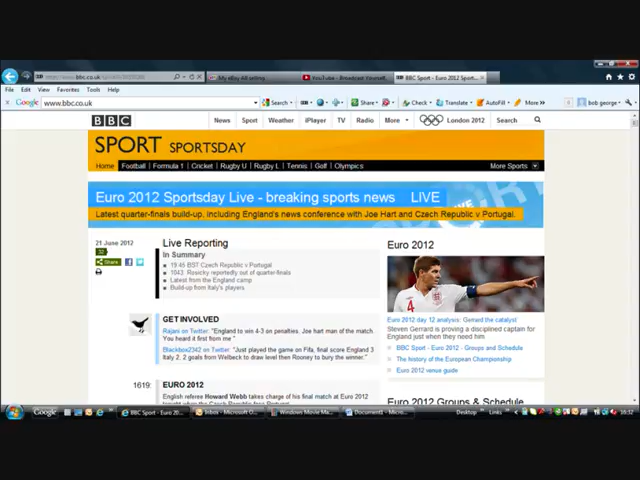 My eBay All selling
YouTube - Broadcast Yourself.
BBC Sport - Euro 2012 Sport...
File Edit View Favorites Tools Help
Google www.bbc.co.uk Search Share Check Translate AutoFill More >> bob george
BBC News Sport Weather iPlayer TV Radio More London 2012 Search
SPORT SPORTSDAY
Home Football Formula 1 Cricket Rugby U Rugby L Tennis Golf Olympics More Sports
Euro 2012 Sportsday Live - breaking sports news LIVE
Latest quarter-finals build-up, including England's news conference with Joe Hart and Czech Republic v Portugal.
21 June 2012
Share
Live Reporting
In Summary
19:45 BST Czech Republic v Portugal
1043 Rosicky reportedly out of quarter-finals
Latest from the England camp
Build-up from Italy's players
GET INVOLVED
Rajani on Twitter: "England to win 4-3 on penalties. Joe hart man of the match. You heard it first from me "
Blackbox2342 on Twitter: "Just played the game on Fifa, final score England 3 Italy 2. 2 goals from Welbeck to draw level then Rooney to bury the winner."
1619: EURO 2012
English referee Howard Webb takes charge of his final match at Euro 2012
Euro 2012
4
Euro 2012 day 12 analysis: Gerrard the catalyst
Steven Gerrard is proving a disciplined captain for England just when they need him
BBC Sport - Euro 2012 - Groups and Schedule
The history of the European Championship
Euro 2012 venue guide
Euro 2012 Groups & Schedule
Google BBC Sport - Euro 20... Inbox - Microsoft O... Windows Movie Ma... Document1 - Micros... Desktop Links 16:32